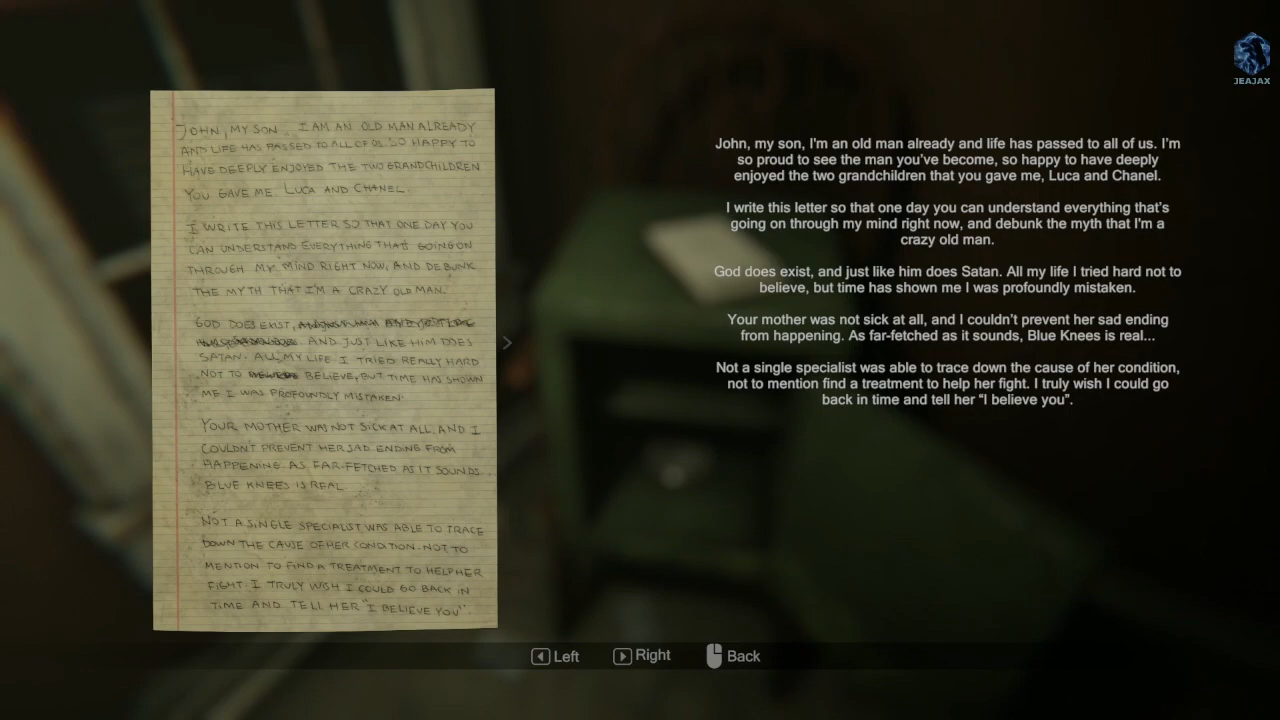 JEAJAX
JOHN, MY SON. I AM AN OLD MAN ALREADY
AND LIFE HAS PASSED TO ALL OF US. SO HAPPY TO
HAVE DEEPLY ENJOYED THE TWO GRANDCHILDREN
YOU GAVE ME. LUCA AND CHANEL.
I WRITE THIS LETTER SO THAT ONE DAY YOU
CAN UNDERSTAND EVERYTHING THAT'S GOING ON
THROUGH MY MIND RIGHT NOW, AND DEBUNK
THE MYTH THAT I'M A CRAZY OLD MAN.
GOD DOES EXIST,
AND JUST LIKE HIM DOES
SATAN. ALL MY LIFE I TRIED REALLY HARD
NOT TO BELIEVE, BUT TIME HAS SHOWN
ME I WAS PROFOUNDLY MISTAKEN.
YOUR MOTHER WAS NOT SICK AT ALL, AND I
COULDN'T PREVENT HER SAD ENDING FROM
HAPPENING. AS FAR-FETCHED AS IT SOUNDS.
BLUE KNEES IS REAL
NOT A SINGLE SPECIALIST WAS ABLE TO TRACE
DOWN THE CAUSE OF HER CONDITION. NOT TO
MENTION TO FIND A TREATMENT TO HELP HER
FIGHT. I TRULY WISH I COULD GO BACK IN
TIME AND TELL HER "I BELIEVE YOU".
John, my son, I'm an old man already and life has passed to all of us. I'm
so proud to see the man you've become, so happy to have deeply
enjoyed the two grandchildren that you gave me, Luca and Chanel.
I write this letter so that one day you can understand everything that's
going on through my mind right now, and debunk the myth that I'm a
crazy old man.
God does exist, and just like him does Satan. All my life I tried hard not to
believe, but time has shown me I was profoundly mistaken.
Your mother was not sick at all, and I couldn't prevent her sad ending
from happening. As far-fetched as it sounds, Blue Knees is real...
Not a single specialist was able to trace down the cause of her condition,
not to mention find a treatment to help her fight. I truly wish I could go
back in time and tell her “I believe you”.
Left
Right
Back